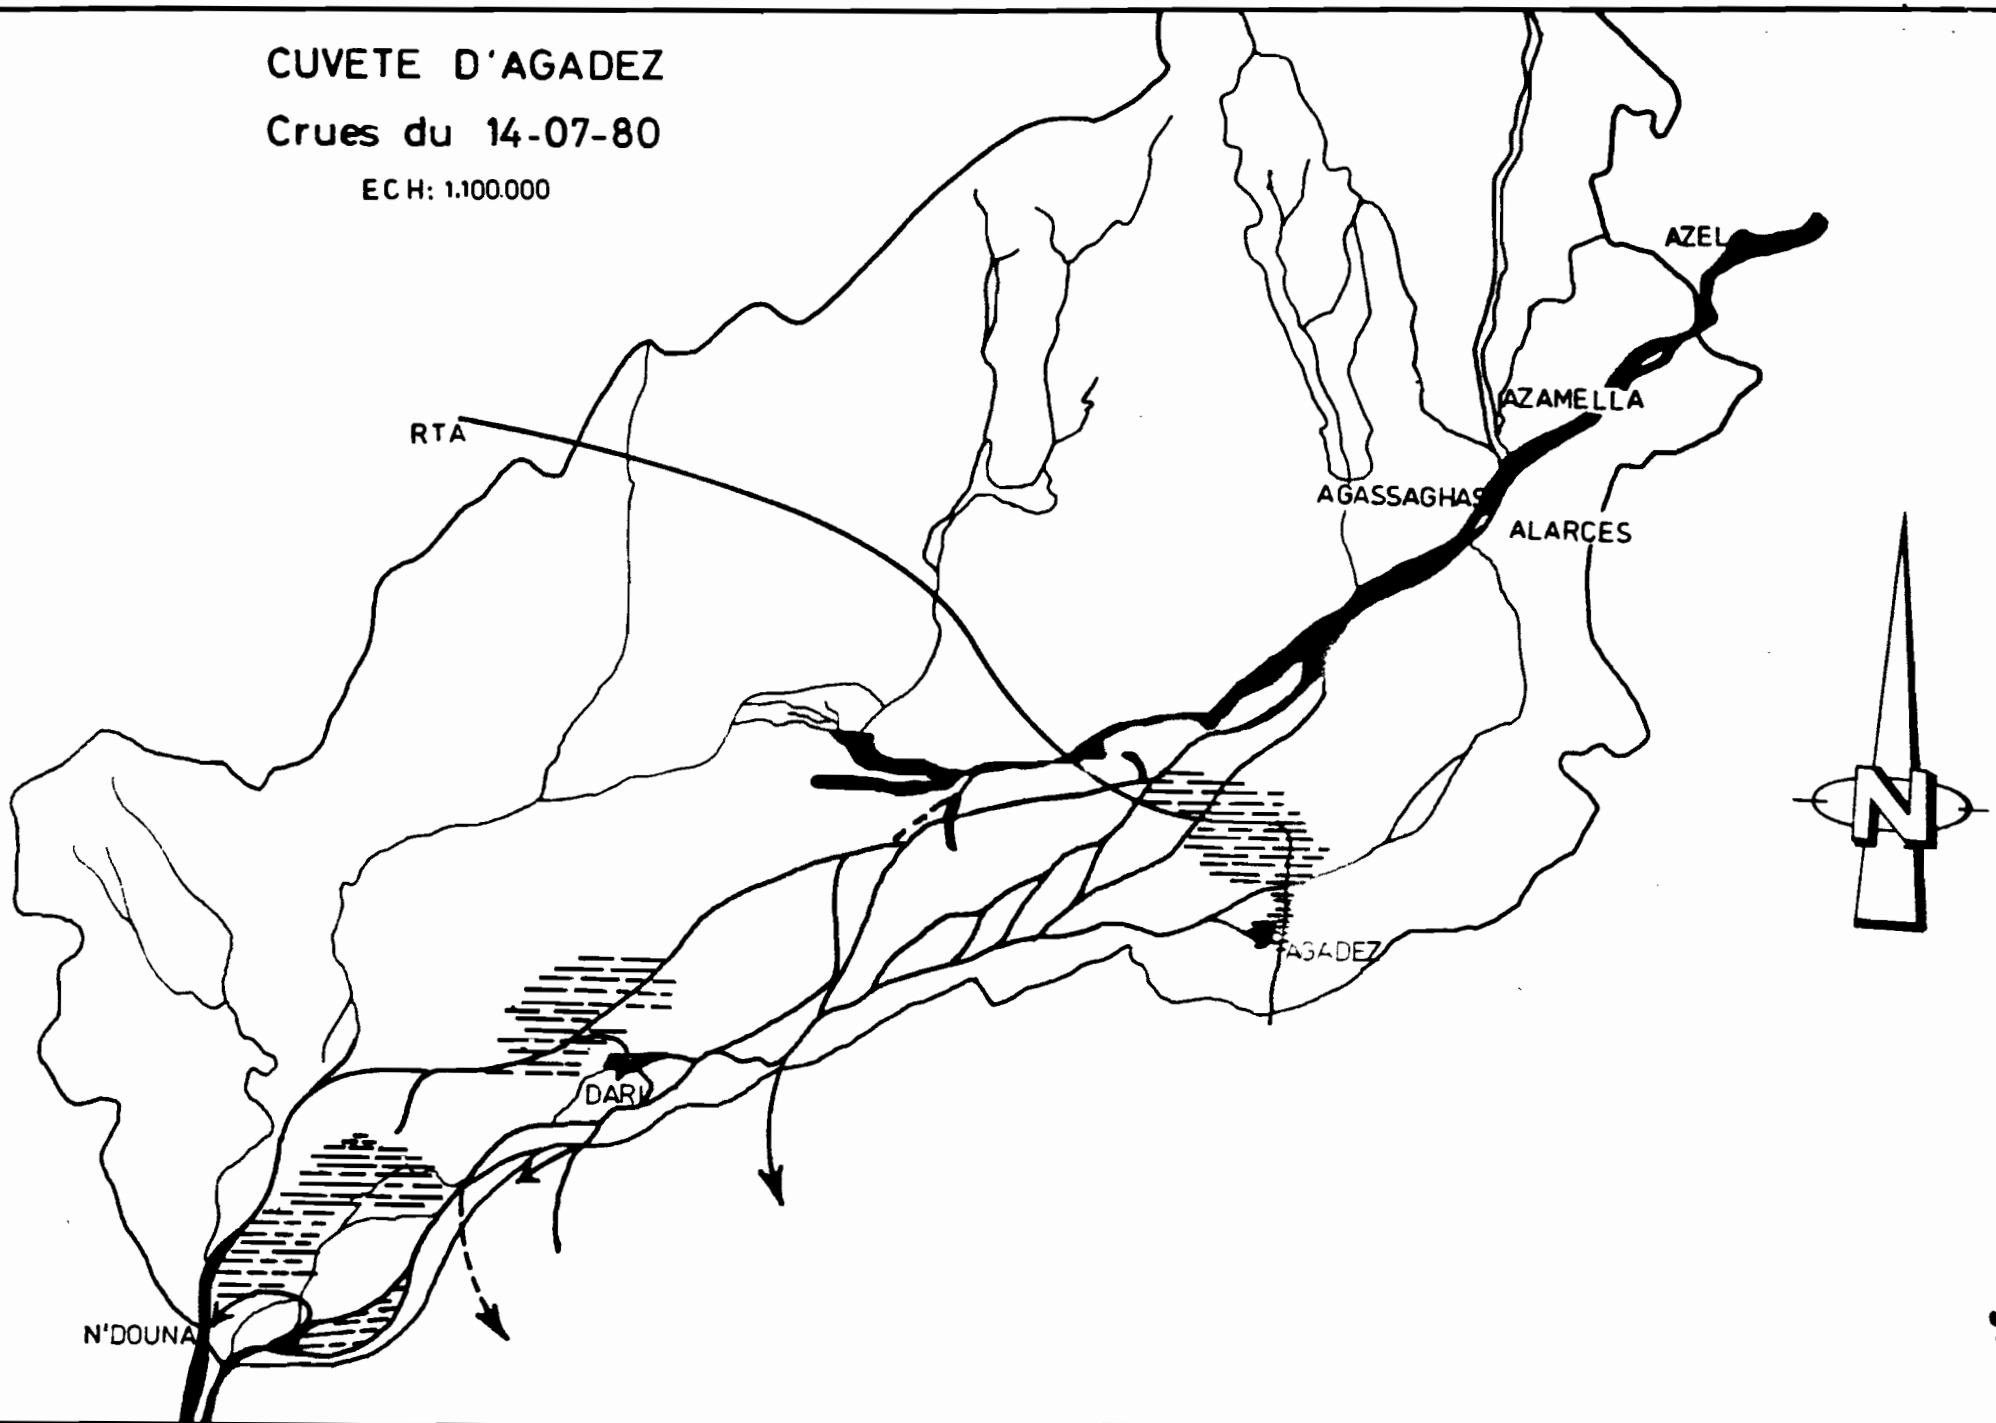 CUVETE D'AGADEZ
Crues du 14-07-80
ECH: 1.100.000
AZEL
AZAMELLA
RTA
AGASSAGHAS
ALARCES
N
AGADEZ
DARI
N'DOUNA